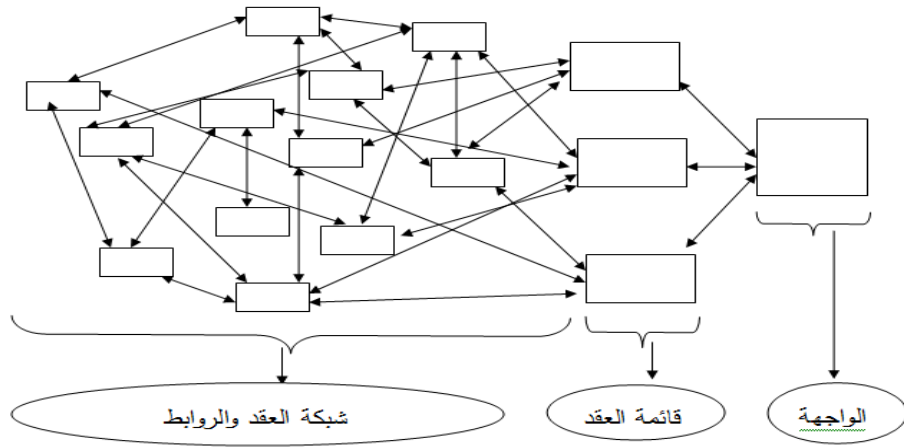 الواجهة
قائمة العقد
شبكة العقد والروابط